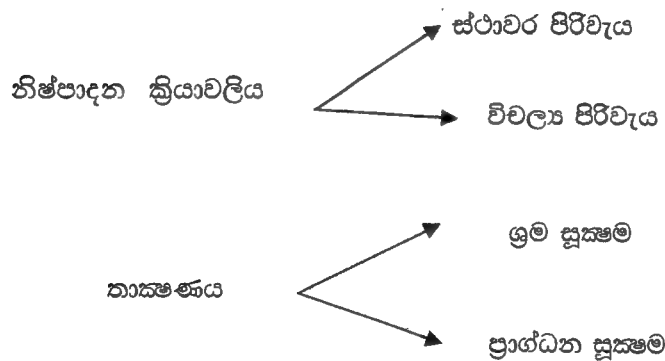 ස්ථාවර පිරිවැය
නිෂ්පාදන ක්‍රියාවලිය
විචල්‍ය පිරිවැය
ශ්‍රම සූක්‍ෂම
තාක්‍ෂණය
ප්‍රාග්ධන සූක්‍ෂම